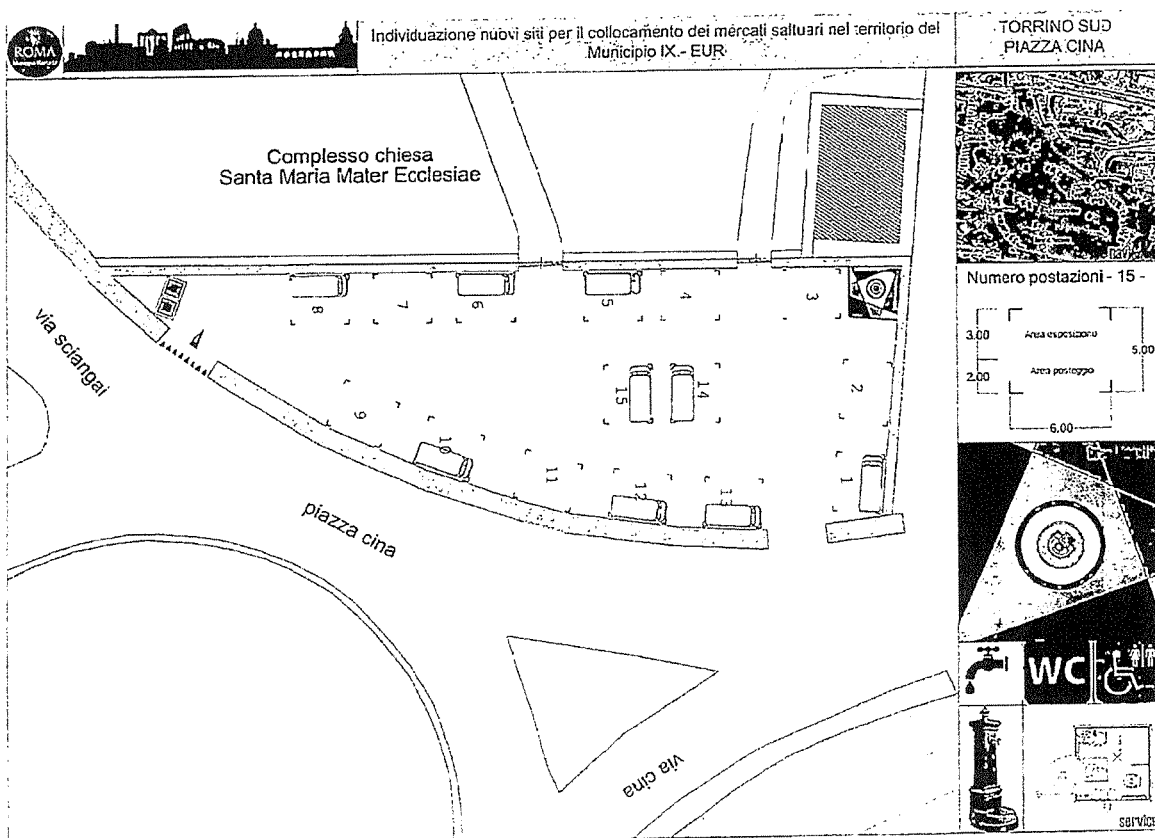 ROMA
Individuazione nuovi siti per il collocamento dei mercati saltuari nel territorio del
Municipio IX - EUR
TORRINO SUD
PIAZZA CINA
Complesso chiesa
Santa Maria Mater Ecclesiae
Numero postazioni - 15 -
3.00
Area esposizione
5.00
2.00
Area posteggio
6.00
8
7
6
5
4
3
via sciangai
9
10
11
12
13
15
14
2
1
piazza cina
via cina
WC
service